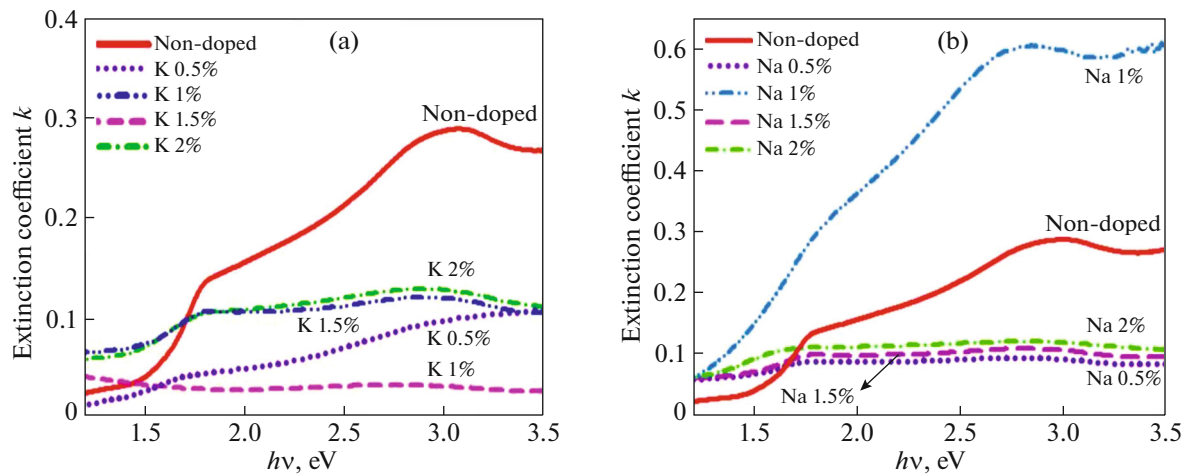 (a)
0.4
0.3
0.2
0.1
0
Extinction coefficient k
Non-doped
K 0.5%
K 1%
K 1.5%
K 2%
Non-doped
K 2%
K 1.5%
K 0.5%
K 1%
1.5
2.0
2.5
3.0
3.5
hν, eV
(b)
0.6
0.5
0.4
0.3
0.2
0.1
0
Extinction coefficient k
Non-doped
Na 0.5%
Na 1%
Na 1.5%
Na 2%
Na 1%
Non-doped
Na 2%
Na 0.5%
Na 1.5%
1.5
2.0
2.5
3.0
3.5
hν, eV